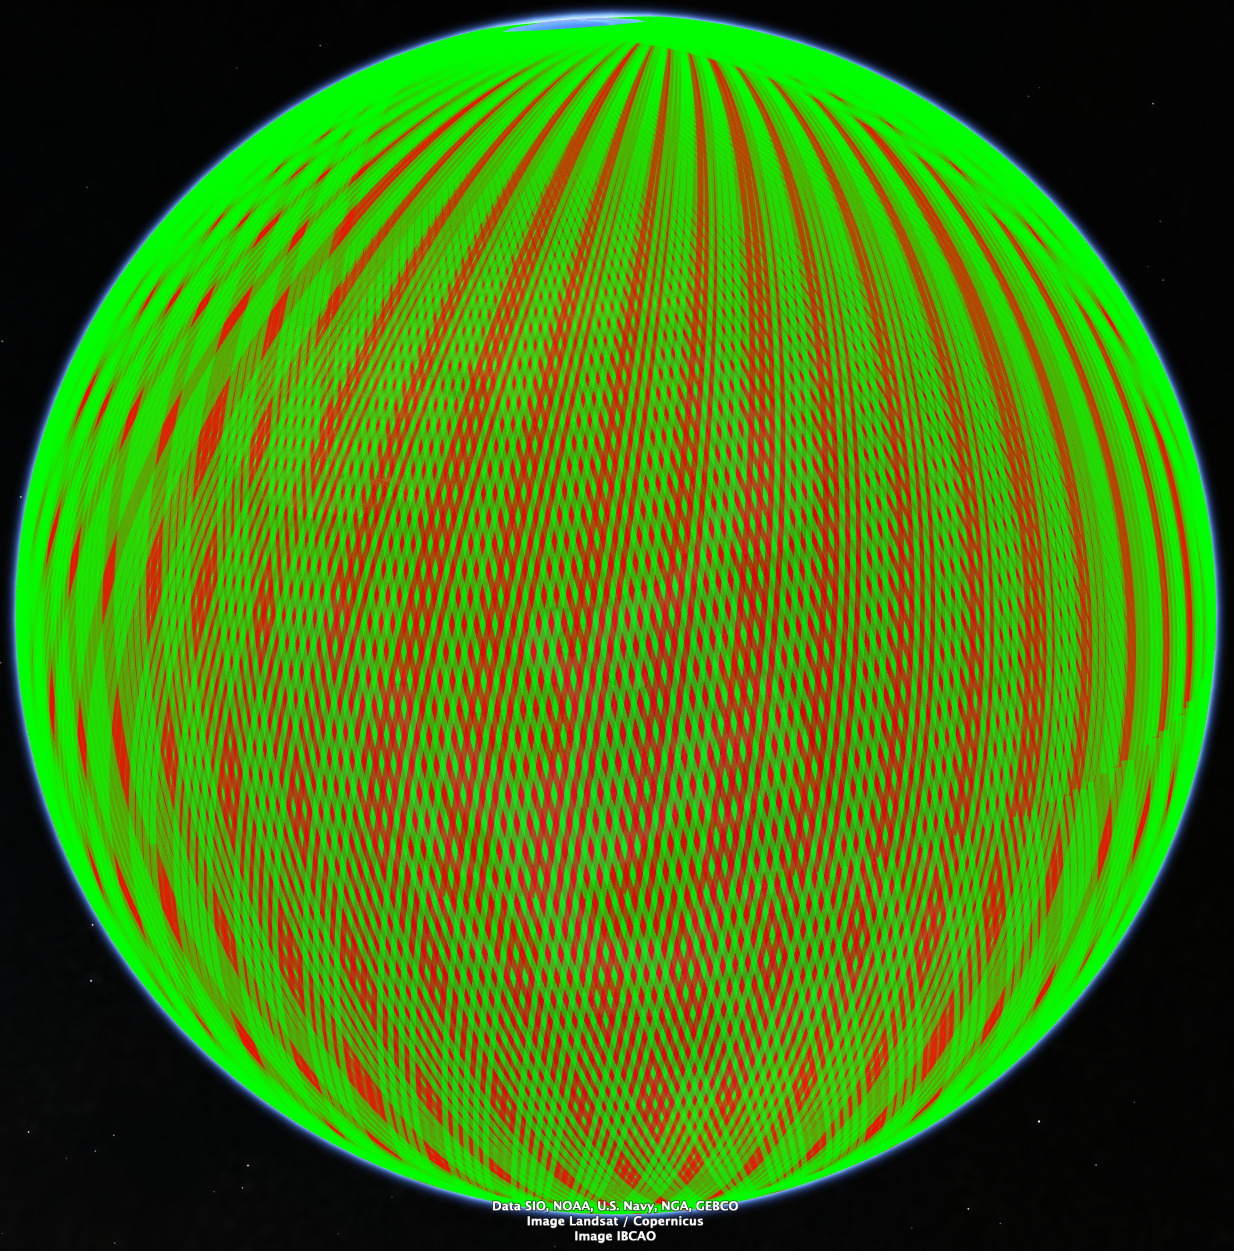 Data SIO, NOAA, U.S. Navy, NGA, GEBCO
Image Landsat / Copernicus
Image IBCAO